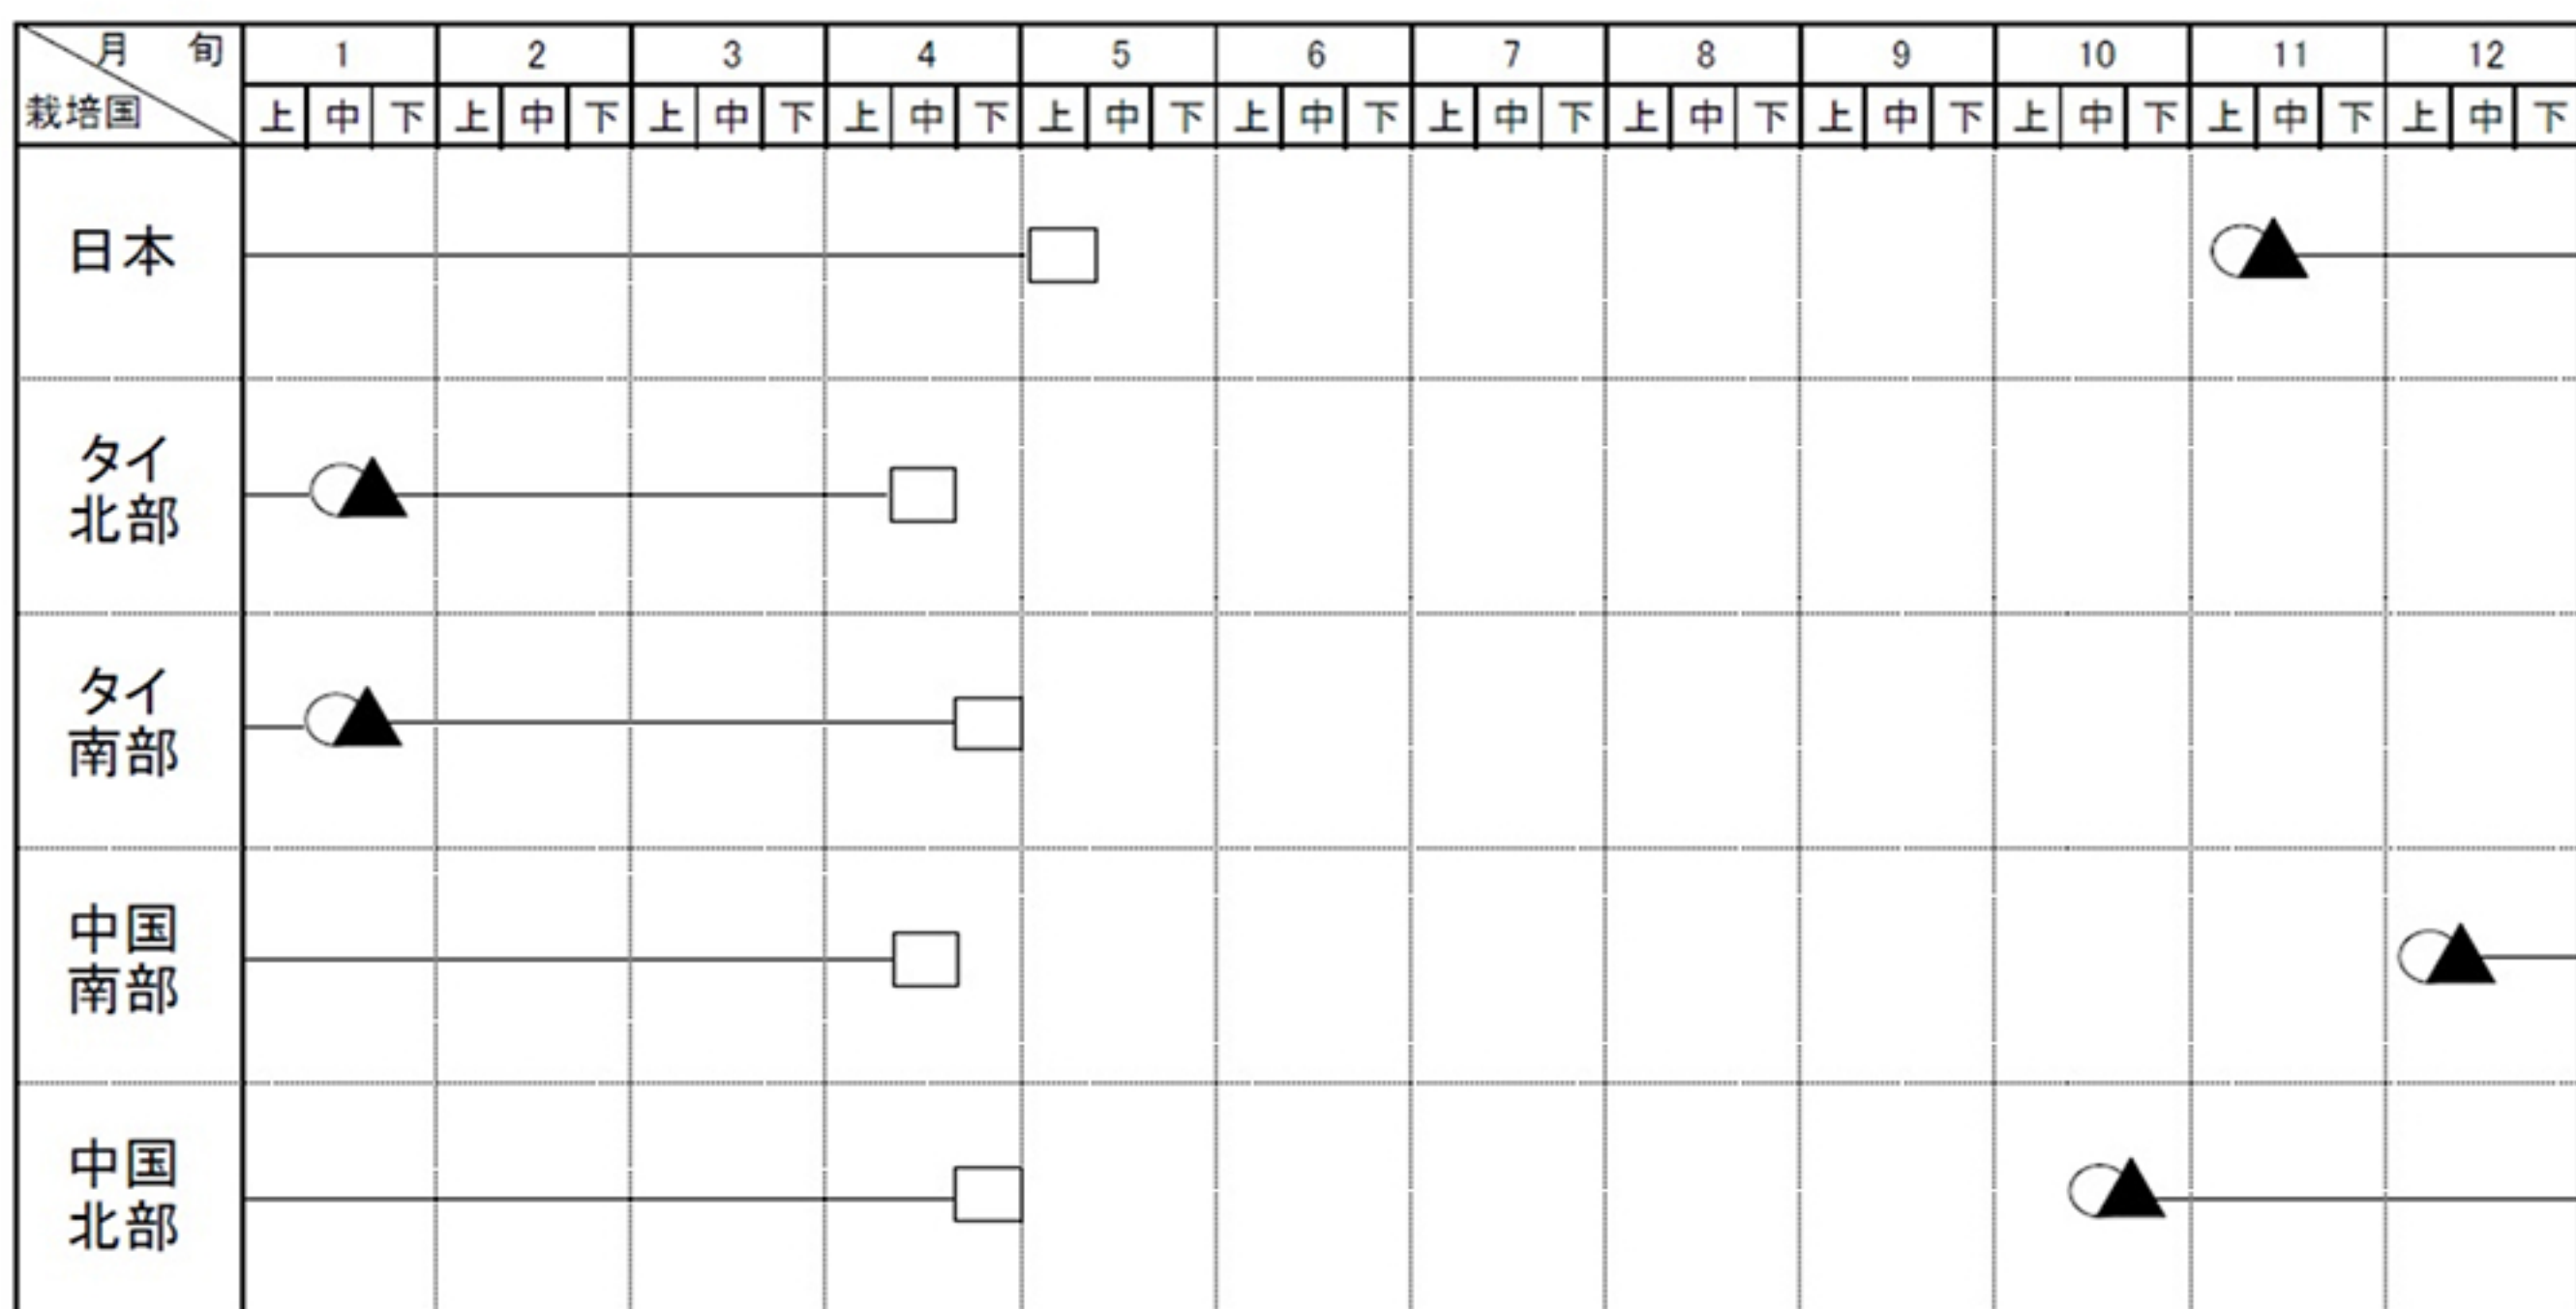 月 旬
栽培国
1 2 3 4 5 6 7 8 9 10 11 12
上 中 下 上 中 下 上 中 下 上 中 下 上 中 下 上 中 下 上 中 下 上 中 下 上 中 下 上 中 下 上 中 下 上 中 下
日本
タイ
北部
タイ
南部
中国
南部
中国
北部